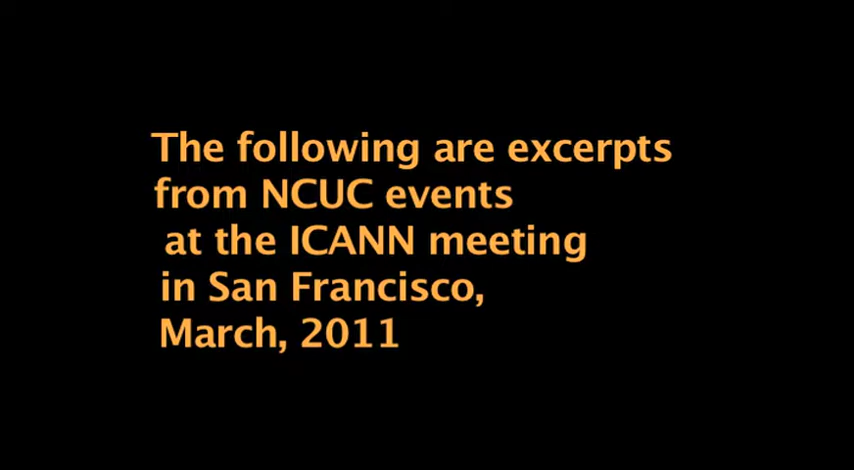 The following are excerpts
from NCUC events
at the ICANN meeting
in San Francisco,
March, 2011